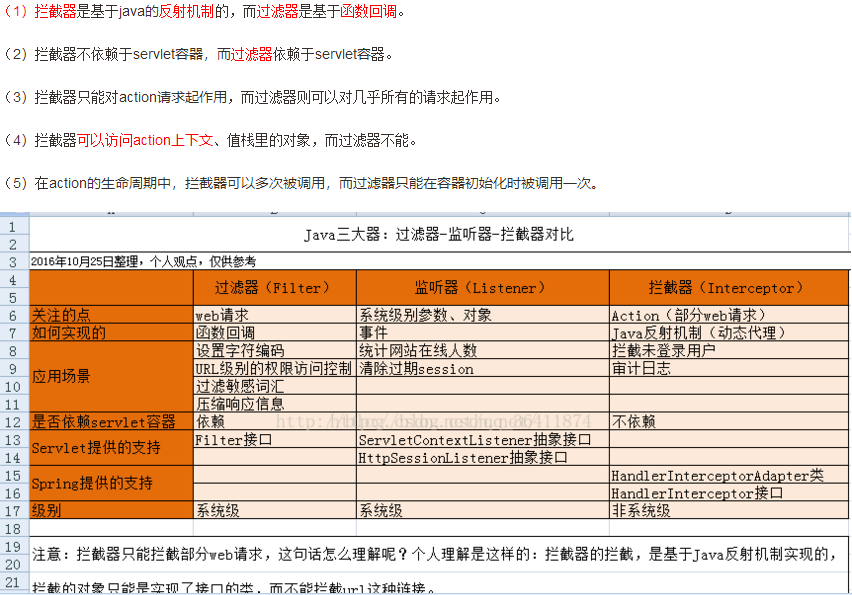 （1）拦截器是基于java的反射机制的，而过滤器是基于函数回调。
（2）拦截器不依赖于servlet容器，而过滤器依赖于servlet容器。
（3）拦截器只能对action请求起作用，而过滤器则可以对几乎所有的请求起作用。
（4）拦截器可以访问action上下文、值栈里的对象，而过滤器不能。
（5）在action的生命周期中，拦截器可以多次被调用，而过滤器只能在容器初始化时被调用一次。
1
2 Java三大器：过滤器-监听器-拦截器对比
3 2016年10月25日整理，个人观点，仅供参考
4
5 过滤器（Filter） 监听器（Listener） 拦截器（Interceptor）
6 关注的点 web请求 系统级别参数、对象 Action（部分web请求）
7 如何实现的 函数回调 事件 Java反射机制（动态代理）
8 设置字符编码 统计网站在线人数 拦截未登录用户
9 应用场景 URL级别的权限访问控制 清除过期session 审计日志
10 过滤敏感词汇
11 压缩响应信息
12 是否依赖servlet容器 依赖 不依赖
13 Servlet提供的支持 Filter接口 ServletContextListener抽象接口
14 HttpSessionListener抽象接口
15 Spring提供的支持 HandlerInterceptorAdapter类
16 HandlerInterceptor接口
17 级别 系统级 系统级 非系统级
18
19 注意：拦截器只能拦截部分web请求，这句话怎么理解呢？个人理解是这样的：拦截器的拦截，是基于Java反射机制实现的，
20
21 拦截的对象只能是实现了接口的类，而不能拦截url这种链接。